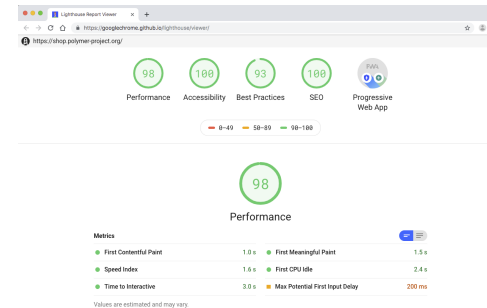 Lighthouse Report Viewer
https://googlechrome.github.io/lighthouse/viewer/
https://shop.polymer-project.org/
98 100 93 100 PWA
Performance Accessibility Best Practices SEO Progressive Web App
0–49 50–89 90–100
98
Performance
Metrics
First Contentful Paint 1.0 s First Meaningful Paint 1.5 s
Speed Index 1.6 s First CPU Idle 2.4 s
Time to Interactive 3.0 s Max Potential First Input Delay 200 ms
Values are estimated and may vary.